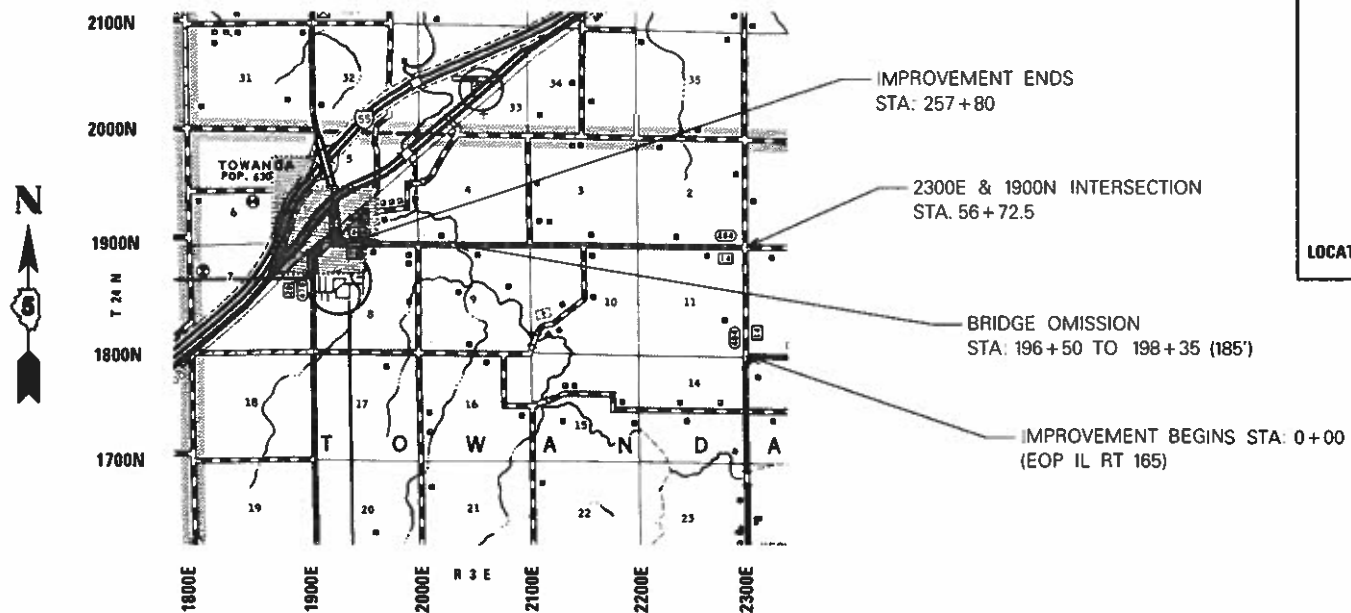 2100N
31
32
34
35
33
IMPROVEMENT ENDS
STA: 257+80
55
2000N
TOWANDA
POP. 630
5
4
3
2
6
N
2300E & 1900N INTERSECTION
STA. 56+72.5
1900N
LOCAT
7
T 24 N
8
9
10
11
14
5
BRIDGE OMISSION
STA: 196+50 TO 198+35 (185')
1800N
14
18
17
16
15
IMPROVEMENT BEGINS STA: 0+00
(EOP IL RT 165)
T O W A N D A
1700N
19
20
21
22
23
R 3 E
1800E
1900E
2000E
2100E
2200E
2300E